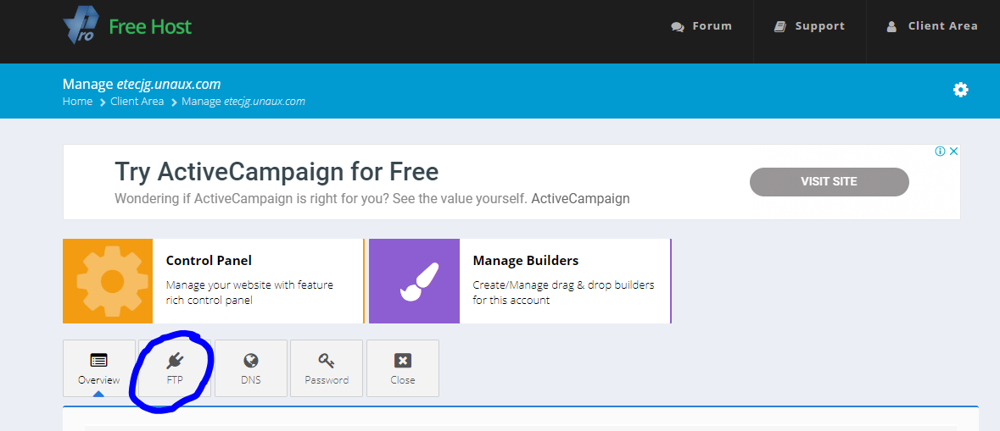 ro Free Host
Forum
Support
Client Area
Manage etecjg.unaux.com
Home Client Area Manage etecjg.unaux.com
Try ActiveCampaign for Free
Wondering if ActiveCampaign is right for you? See the value yourself. ActiveCampaign
VISIT SITE
Control Panel
Manage your website with feature
rich control panel
Manage Builders
Create/Manage drag & drop builders
for this account
Overview
FTP
DNS
Password
Close